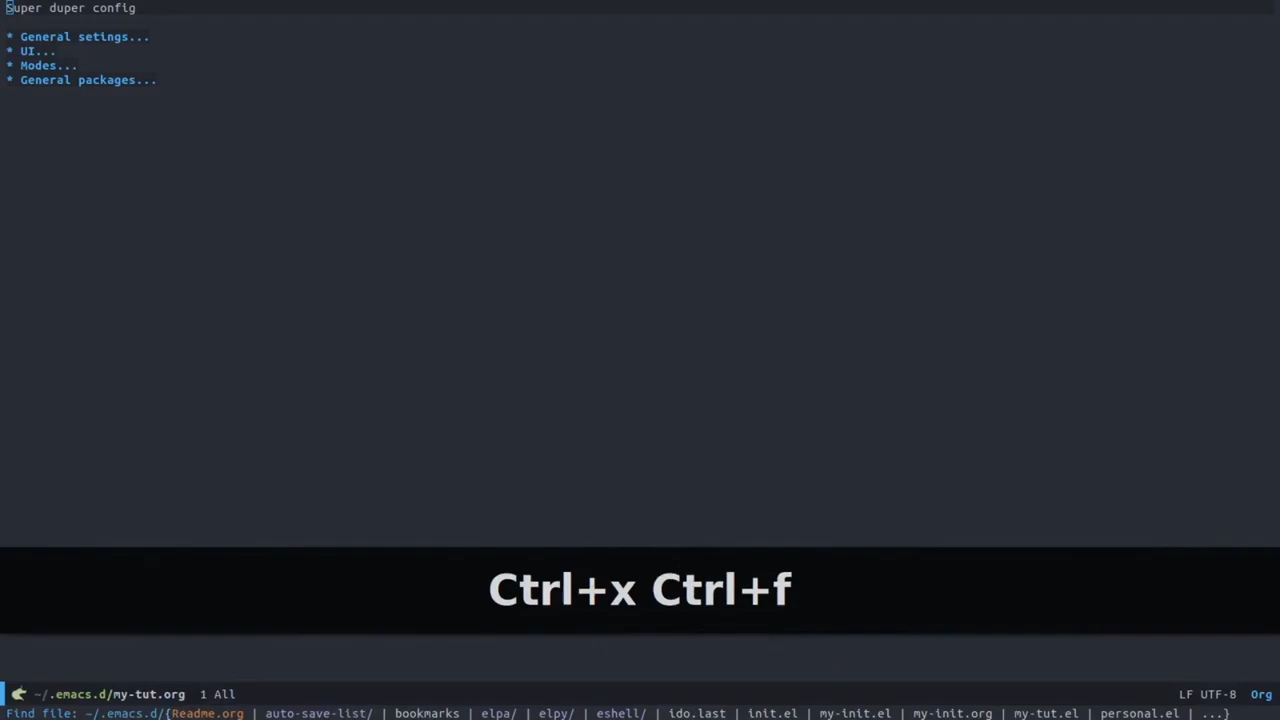 Super duper config
* General setings...
* UI...
* Modes...
* General packages...
Ctrl+x Ctrl+f
~/.emacs.d/my-tut.org 1 All LF UTF-8 Org
Find file: ~/.emacs.d/{Readme.org | auto-save-list/ | bookmarks | elpa/ | elpy/ | eshell/ | ido.last | init.el | my-init.el | my-init.org | my-tut.el | personal.el | ...}